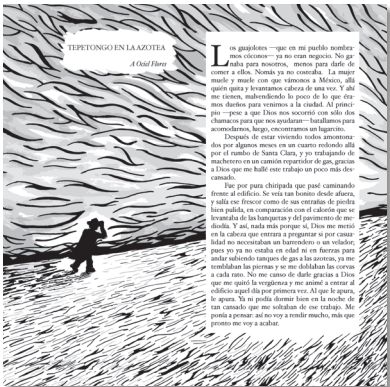 TEPETONGO EN LA AZOTEA
A Ociel Flores
Los guajolotes —que en mi pueblo nombra-
mos cóconos— ya no eran negocio. No ga-
naba para nosotros, menos para darle de
comer a ellos. Nomás ya no costeaba. La mujer
muele y muele con que vámonos a México, allá
quién quita y levantamos cabeza de una vez. Y ahí
me tienen, malvendiendo lo poco de lo que éra-
mos dueños para venirnos a la ciudad. Al princi-
pio —pese a que Dios nos socorrió con sólo dos
chamacos para que nos ayudaran— batallamos para
acomodarnos, luego, encontramos un lugarcito.
Después de estar viviendo todos amontona-
dos por algunos meses en un cuarto redondo allá
por el rumbo de Santa Clara, y yo trabajando de
machetero en un camión repartidor de gas, gracias
a Dios que me hallé este trabajo un poco más des-
cansado.
Fue por pura chiripada que pasé caminando
frente al edificio. Se veía tan bonito desde afuera,
y salía ese frescor como de sus entrañas de piedra
bien pulida, en comparación con el calorón que se
levantaba de las banquetas y del pavimento de me-
diodía. Y así, nada más porque sí, Dios me metió
en la cabeza que entrara a preguntar si por casua-
lidad no necesitaban un barrendero o un velador;
pues yo ya no estaba en edad ni en fuerzas para
andar subiendo tanques de gas a las azoteas, ya me
temblaban las piernas y se me doblaban las corvas
a cada rato. No me canso de darle gracias a Dios
que me quitó la vergüenza y me animé a entrar al
edificio aquel día por primera vez. Al que le apura,
le apura. Ya ni podía dormir bien en la noche de
tan cansado que me soltaban de ese trabajo. Me
ponía a pensar: así no voy a rendir mucho, más que
pronto me voy a acabar.